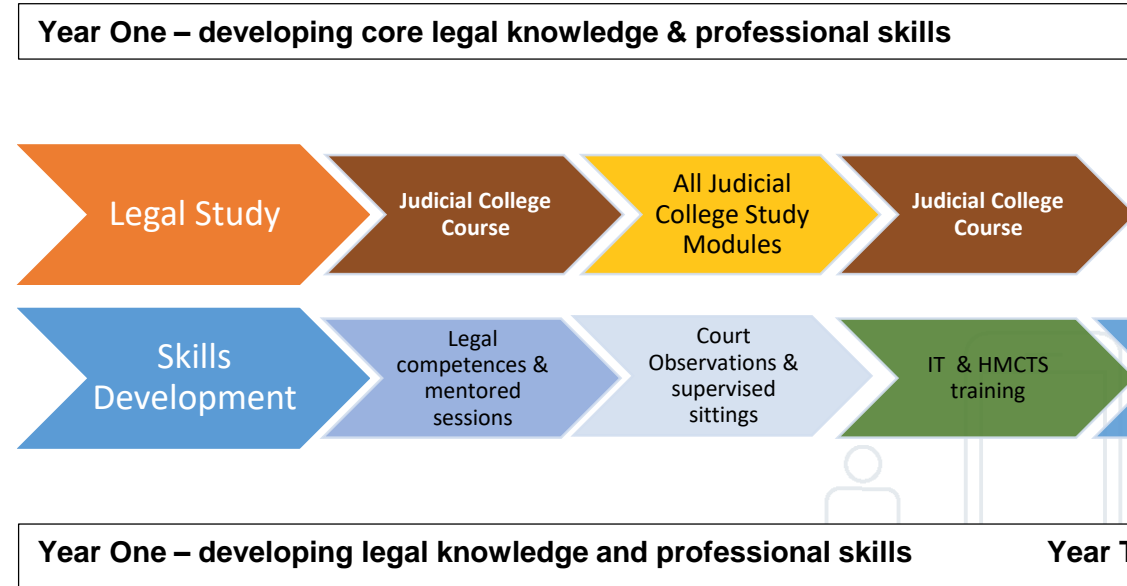 Year One – developing core legal knowledge & professional skills
Legal Study
Judicial College
Course
All Judicial
College Study
Modules
Judicial College
Course
Skills
Development
Legal
competences &
mentored
sessions
Court
Observations &
supervised
sittings
IT & HMCTS
training
Year One – developing legal knowledge and professional skills Year T